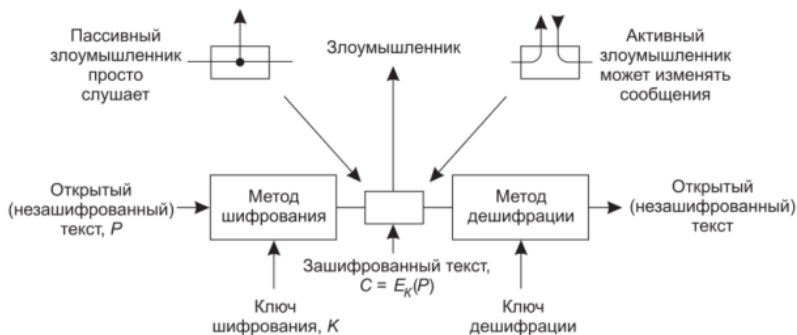 Пассивный
злоумышленник
просто
слушает
Злоумышленник
Активный
злоумышленник
может изменять
сообщения
Открытый
(незашифрованный)
текст, P
Метод
шифрования
Метод
дешифрации
Открытый
(незашифрованный)
текст
Зашифрованный текст,
C = E_K(P)
Ключ
шифрования, K
Ключ
дешифрации